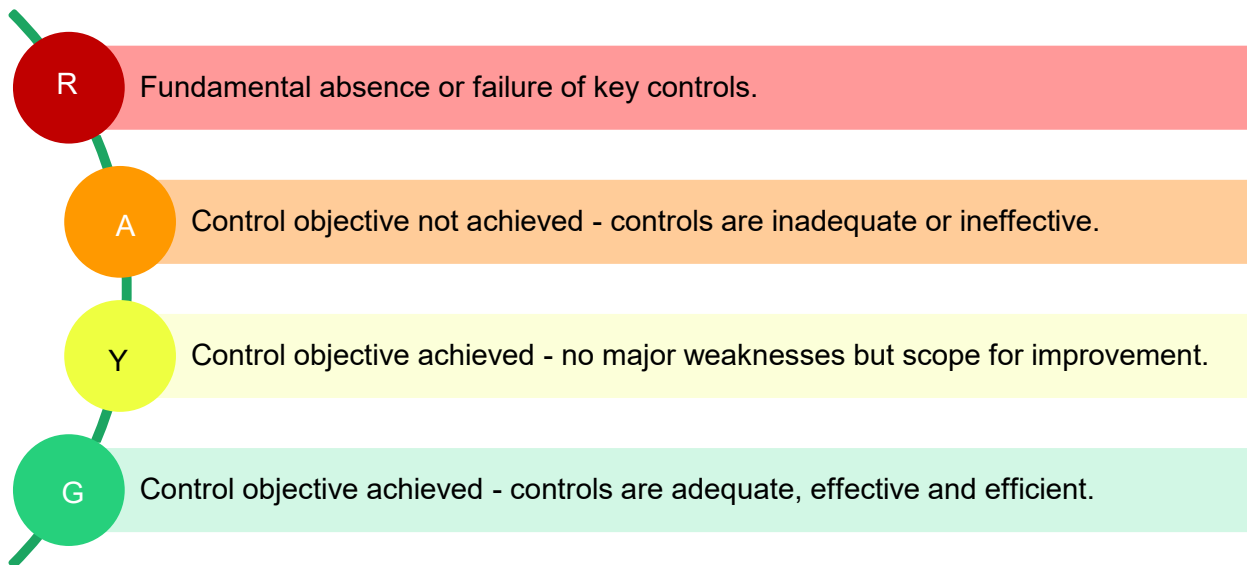 R
Fundamental absence or failure of key controls.
A
Control objective not achieved - controls are inadequate or ineffective.
Y
Control objective achieved - no major weaknesses but scope for improvement.
G
Control objective achieved - controls are adequate, effective and efficient.